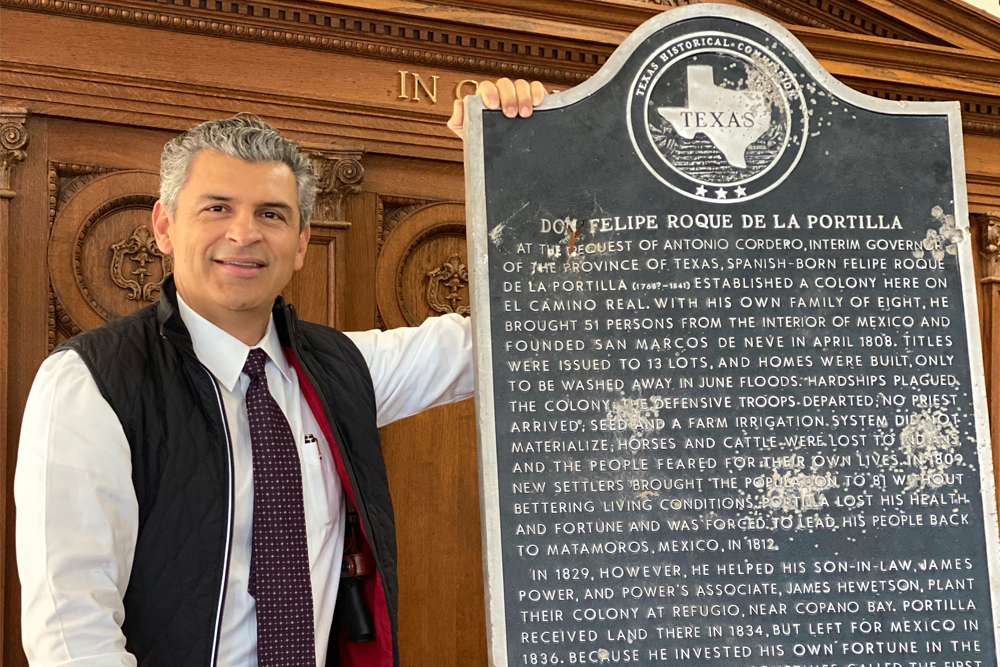 IN
TEXAS HISTORICAL COMMISSION
TEXAS
DON FELIPE ROQUE DE LA PORTILLA
AT THE REQUEST OF ANTONIO CORDERO, INTERIM GOVERNOR
OF THE PROVINCE OF TEXAS, SPANISH-BORN FELIPE ROQUE
DE LA PORTILLA (1768?-1841) ESTABLISHED A COLONY HERE ON
EL CAMINO REAL. WITH HIS OWN FAMILY OF EIGHT, HE
BROUGHT 51 PERSONS FROM THE INTERIOR OF MEXICO AND
FOUNDED SAN MARCOS DE NEVE IN APRIL 1808. TITLES
WERE ISSUED TO 13 LOTS, AND HOMES WERE BUILT, ONLY
TO BE WASHED AWAY IN JUNE FLOODS. HARDSHIPS PLAGUED
THE COLONY: THE DEFENSIVE TROOPS DEPARTED; NO PRIEST
ARRIVED; SEED AND A FARM IRRIGATION SYSTEM DID NOT
MATERIALIZE; HORSES AND CATTLE WERE LOST TO INDIANS,
AND THE PEOPLE FEARED FOR THEIR OWN LIVES. IN 1809
NEW SETTLERS BROUGHT THE POPULATION TO 81 WITHOUT
BETTERING LIVING CONDITIONS. PORTILLA LOST HIS HEALTH
AND FORTUNE AND WAS FORCED TO LEAD HIS PEOPLE BACK
TO MATAMOROS, MEXICO, IN 1812.
IN 1829, HOWEVER, HE HELPED HIS SON-IN-LAW, JAMES
POWER, AND POWER'S ASSOCIATE, JAMES HEWETSON, PLANT
THEIR COLONY AT REFUGIO, NEAR COPANO BAY. PORTILLA
RECEIVED LAND THERE IN 1834, BUT LEFT FOR MEXICO IN
1836. BECAUSE HE INVESTED HIS OWN FORTUNE IN THE
CALLED THE FIRST